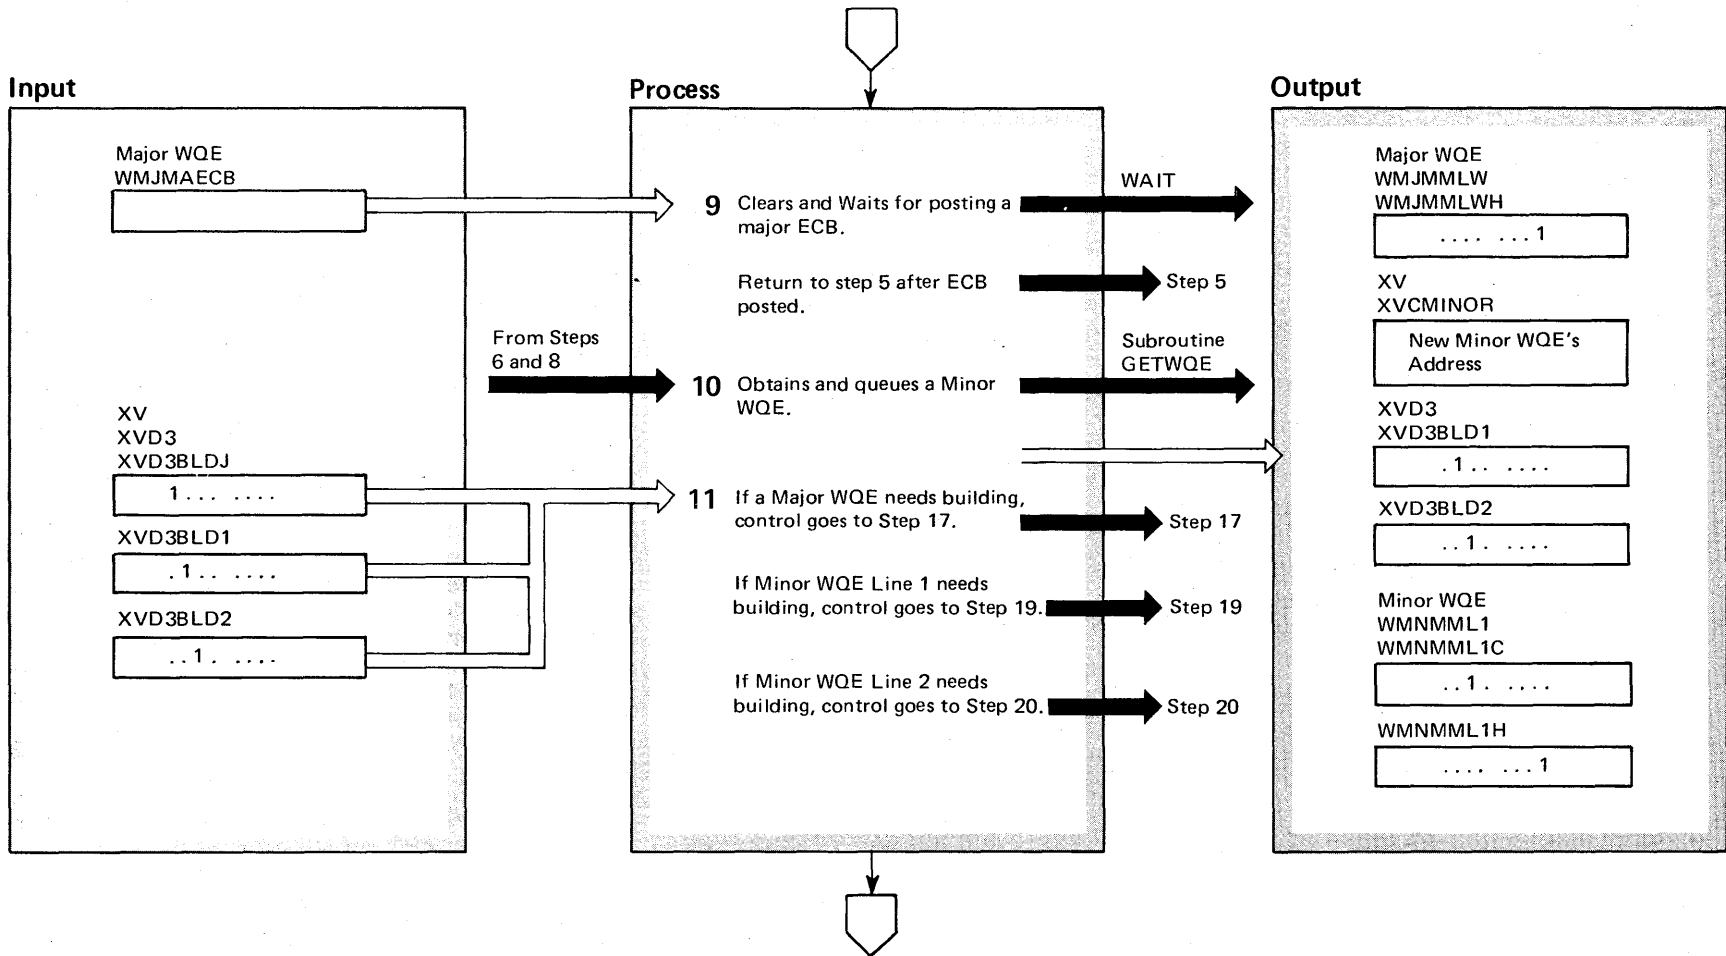 Input
Major WQE
WMJMAECB
From Steps
6 and 8
XV
XVD3
XVD3BLDJ
1... ....
XVD3BLD1
.1.. ....
XVD3BLD2
..1. ....
Process
9 Clears and Waits for posting a
major ECB.
WAIT
Return to step 5 after ECB
posted.
Step 5
10 Obtains and queues a Minor
WQE.
Subroutine
GETWQE
11 If a Major WQE needs building,
control goes to Step 17.
Step 17
If Minor WQE Line 1 needs
building, control goes to Step 19.
Step 19
If Minor WQE Line 2 needs
building, control goes to Step 20.
Step 20
Output
Major WQE
WMJMMLW
WMJMMLWH
.... ...1
XV
XVCMINOR
New Minor WQE's
Address
XVD3
XVD3BLD1
.1.. ....
XVD3BLD2
..1. ....
Minor WQE
WMNMML1
WMNMML1C
..1. ....
WMNMML1H
.... ...1